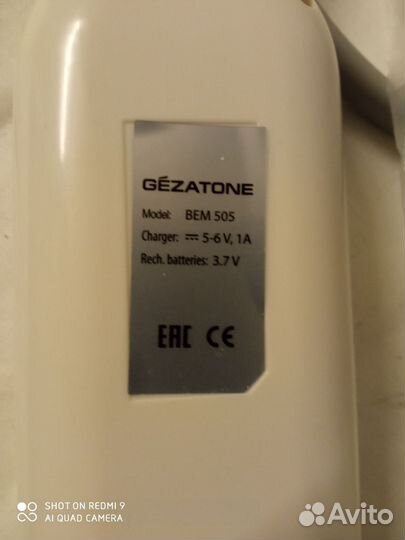 GÉZATONE
Model: BEM 505
Charger: ⎓ 5-6 V, 1A
Rech. batteries: 3.7 V
EAC CE
SHOT ON REDMI 9
AI QUAD CAMERA
Avito